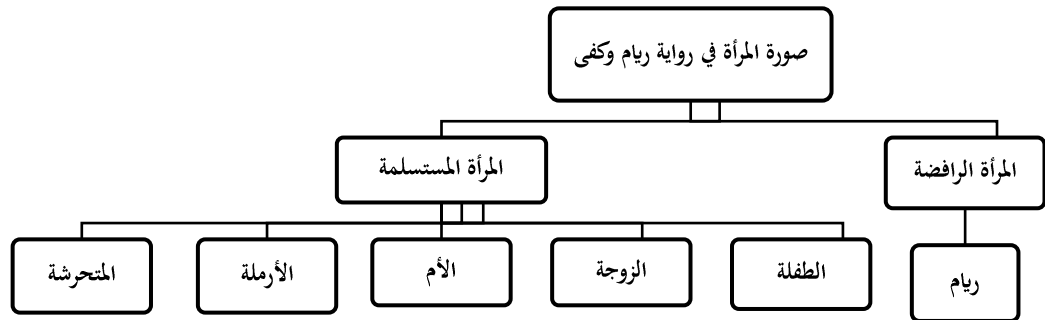 صورة المرأة في رواية ريام وكفى
المرأة الرافضة
المرأة المستسلمة
ريام
الطفلة
الزوجة
الأم
الأرملة
المتحرشة